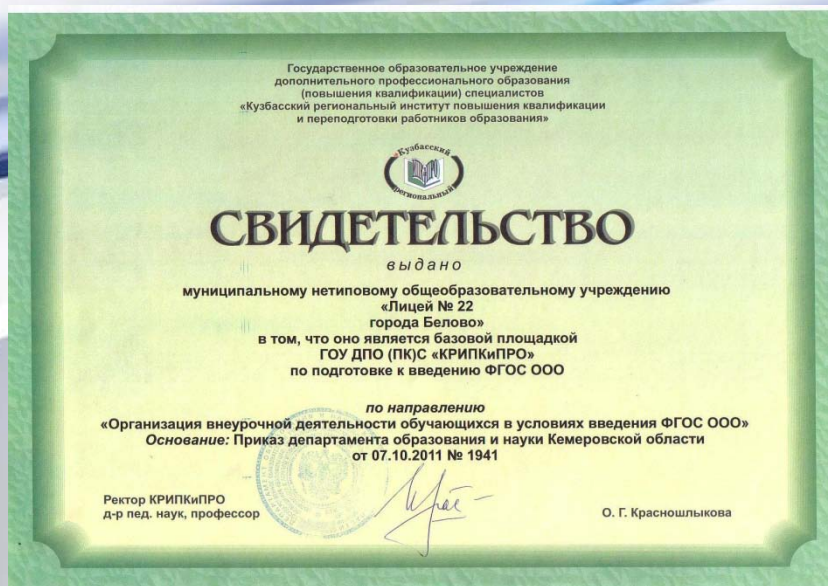 Государственное образовательное учреждение
дополнительного профессионального образования
(повышения квалификации) специалистов
«Кузбасский региональный институт повышения квалификации
и переподготовки работников образования»
Кузбасский
региональный
СВИДЕТЕЛЬСТВО
выдано
муниципальному нетиповому общеобразовательному учреждению
«Лицей № 22
города Белово»
в том, что оно является базовой площадкой
ГОУ ДПО (ПК)С «КРИПКиПРО»
по подготовке к введению ФГОС ООО
по направлению
«Организация внеурочной деятельности обучающихся в условиях введения ФГОС ООО»
Основание: Приказ департамента образования и науки Кемеровской области
от 07.10.2011 № 1941
Ректор КРИПКиПРО
д-р пед. наук, профессор
О. Г. Красношлыкова